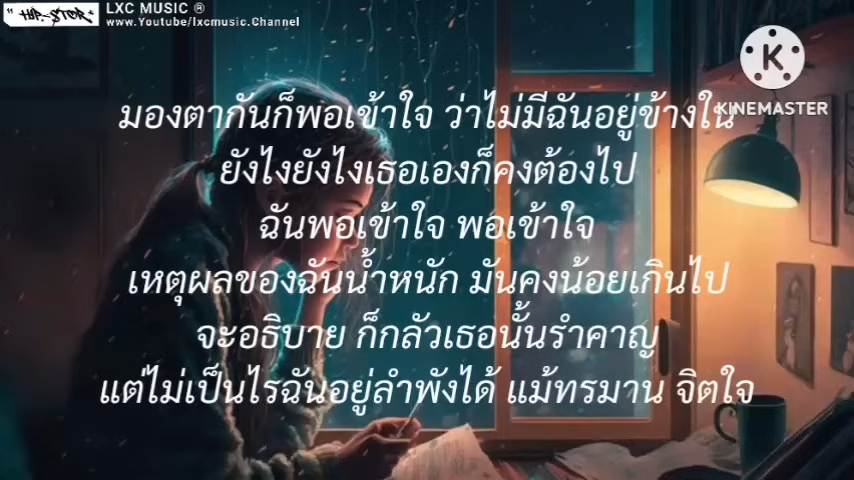 HIP-STOR
LXC MUSIC ®
www.Youtube/lxcmusic.Channel
K
KINEMASTER
มองตากันก็พอเข้าใจ ว่าไม่มีฉันอยู่ข้างใน
ยังไงยังไงเธอเองก็คงต้องไป
ฉันพอเข้าใจ พอเข้าใจ
เหตุผลของฉันน้ำหนัก มันคงน้อยเกินไป
จะอธิบาย ก็กลัวเธอนั้นรำคาญ
แต่ไม่เป็นไรฉันอยู่ลำพังได้ แม้ทรมาน จิตใจ